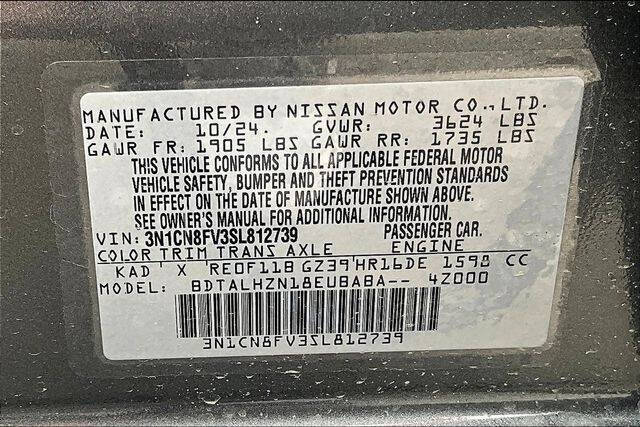 MANUFACTURED BY NISSAN MOTOR CO.,LTD.
DATE: 10/24. GVWR: 3624 LBS
GAWR FR: 1905 LBS GAWR RR: 1735 LBS
THIS VEHICLE CONFORMS TO ALL APPLICABLE FEDERAL MOTOR
VEHICLE SAFETY, BUMPER AND THEFT PREVENTION STANDARDS
IN EFFECT ON THE DATE OF MANUFACTURE SHOWN ABOVE.
SEE OWNER'S MANUAL FOR ADDITIONAL INFORMATION.
VIN: 3N1CN8FV3SL812739 PASSENGER CAR.
COLOR TRIM TRANS AXLE ENGINE
KAD X RE0F11B GZ39 HR16DE 1598 CC
MODEL: BDTALHZN18EUBABA-- 4Z000
3N1CN8FV3SL812739